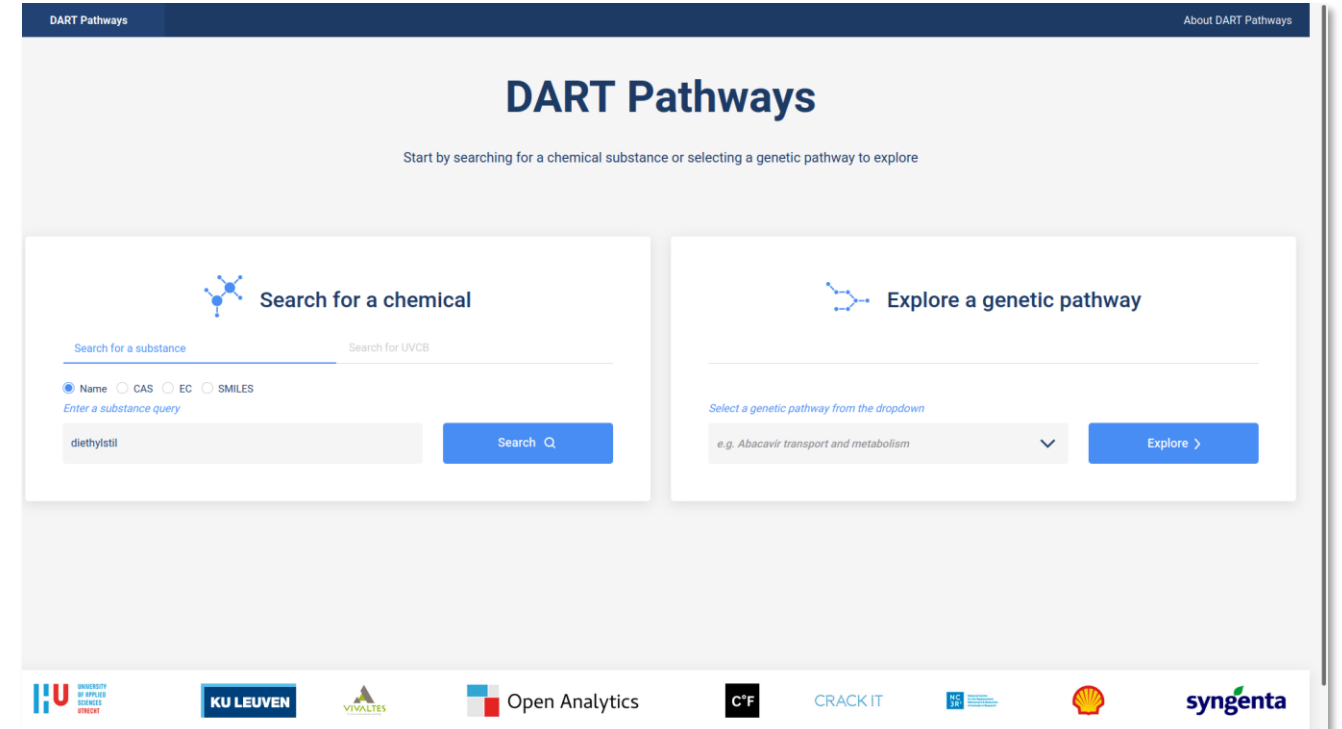 DART Pathways
About DART Pathways
DART Pathways
Start by searching for a chemical substance or selecting a genetic pathway to explore
Search for a chemical
Search for a substance
Search for UVCB
Name CAS EC SMILES
Enter a substance query
diethylstil
Search
Explore a genetic pathway
Select a genetic pathway from the dropdown
e.g. Abacavir transport and metabolism
Explore
HU
UNIVERSITY
OF APPLIED
SCIENCES
UTRECHT
KU LEUVEN
VIVALTES
Open Analytics
C°F
CRACK IT
NC
3Rs
syngenta